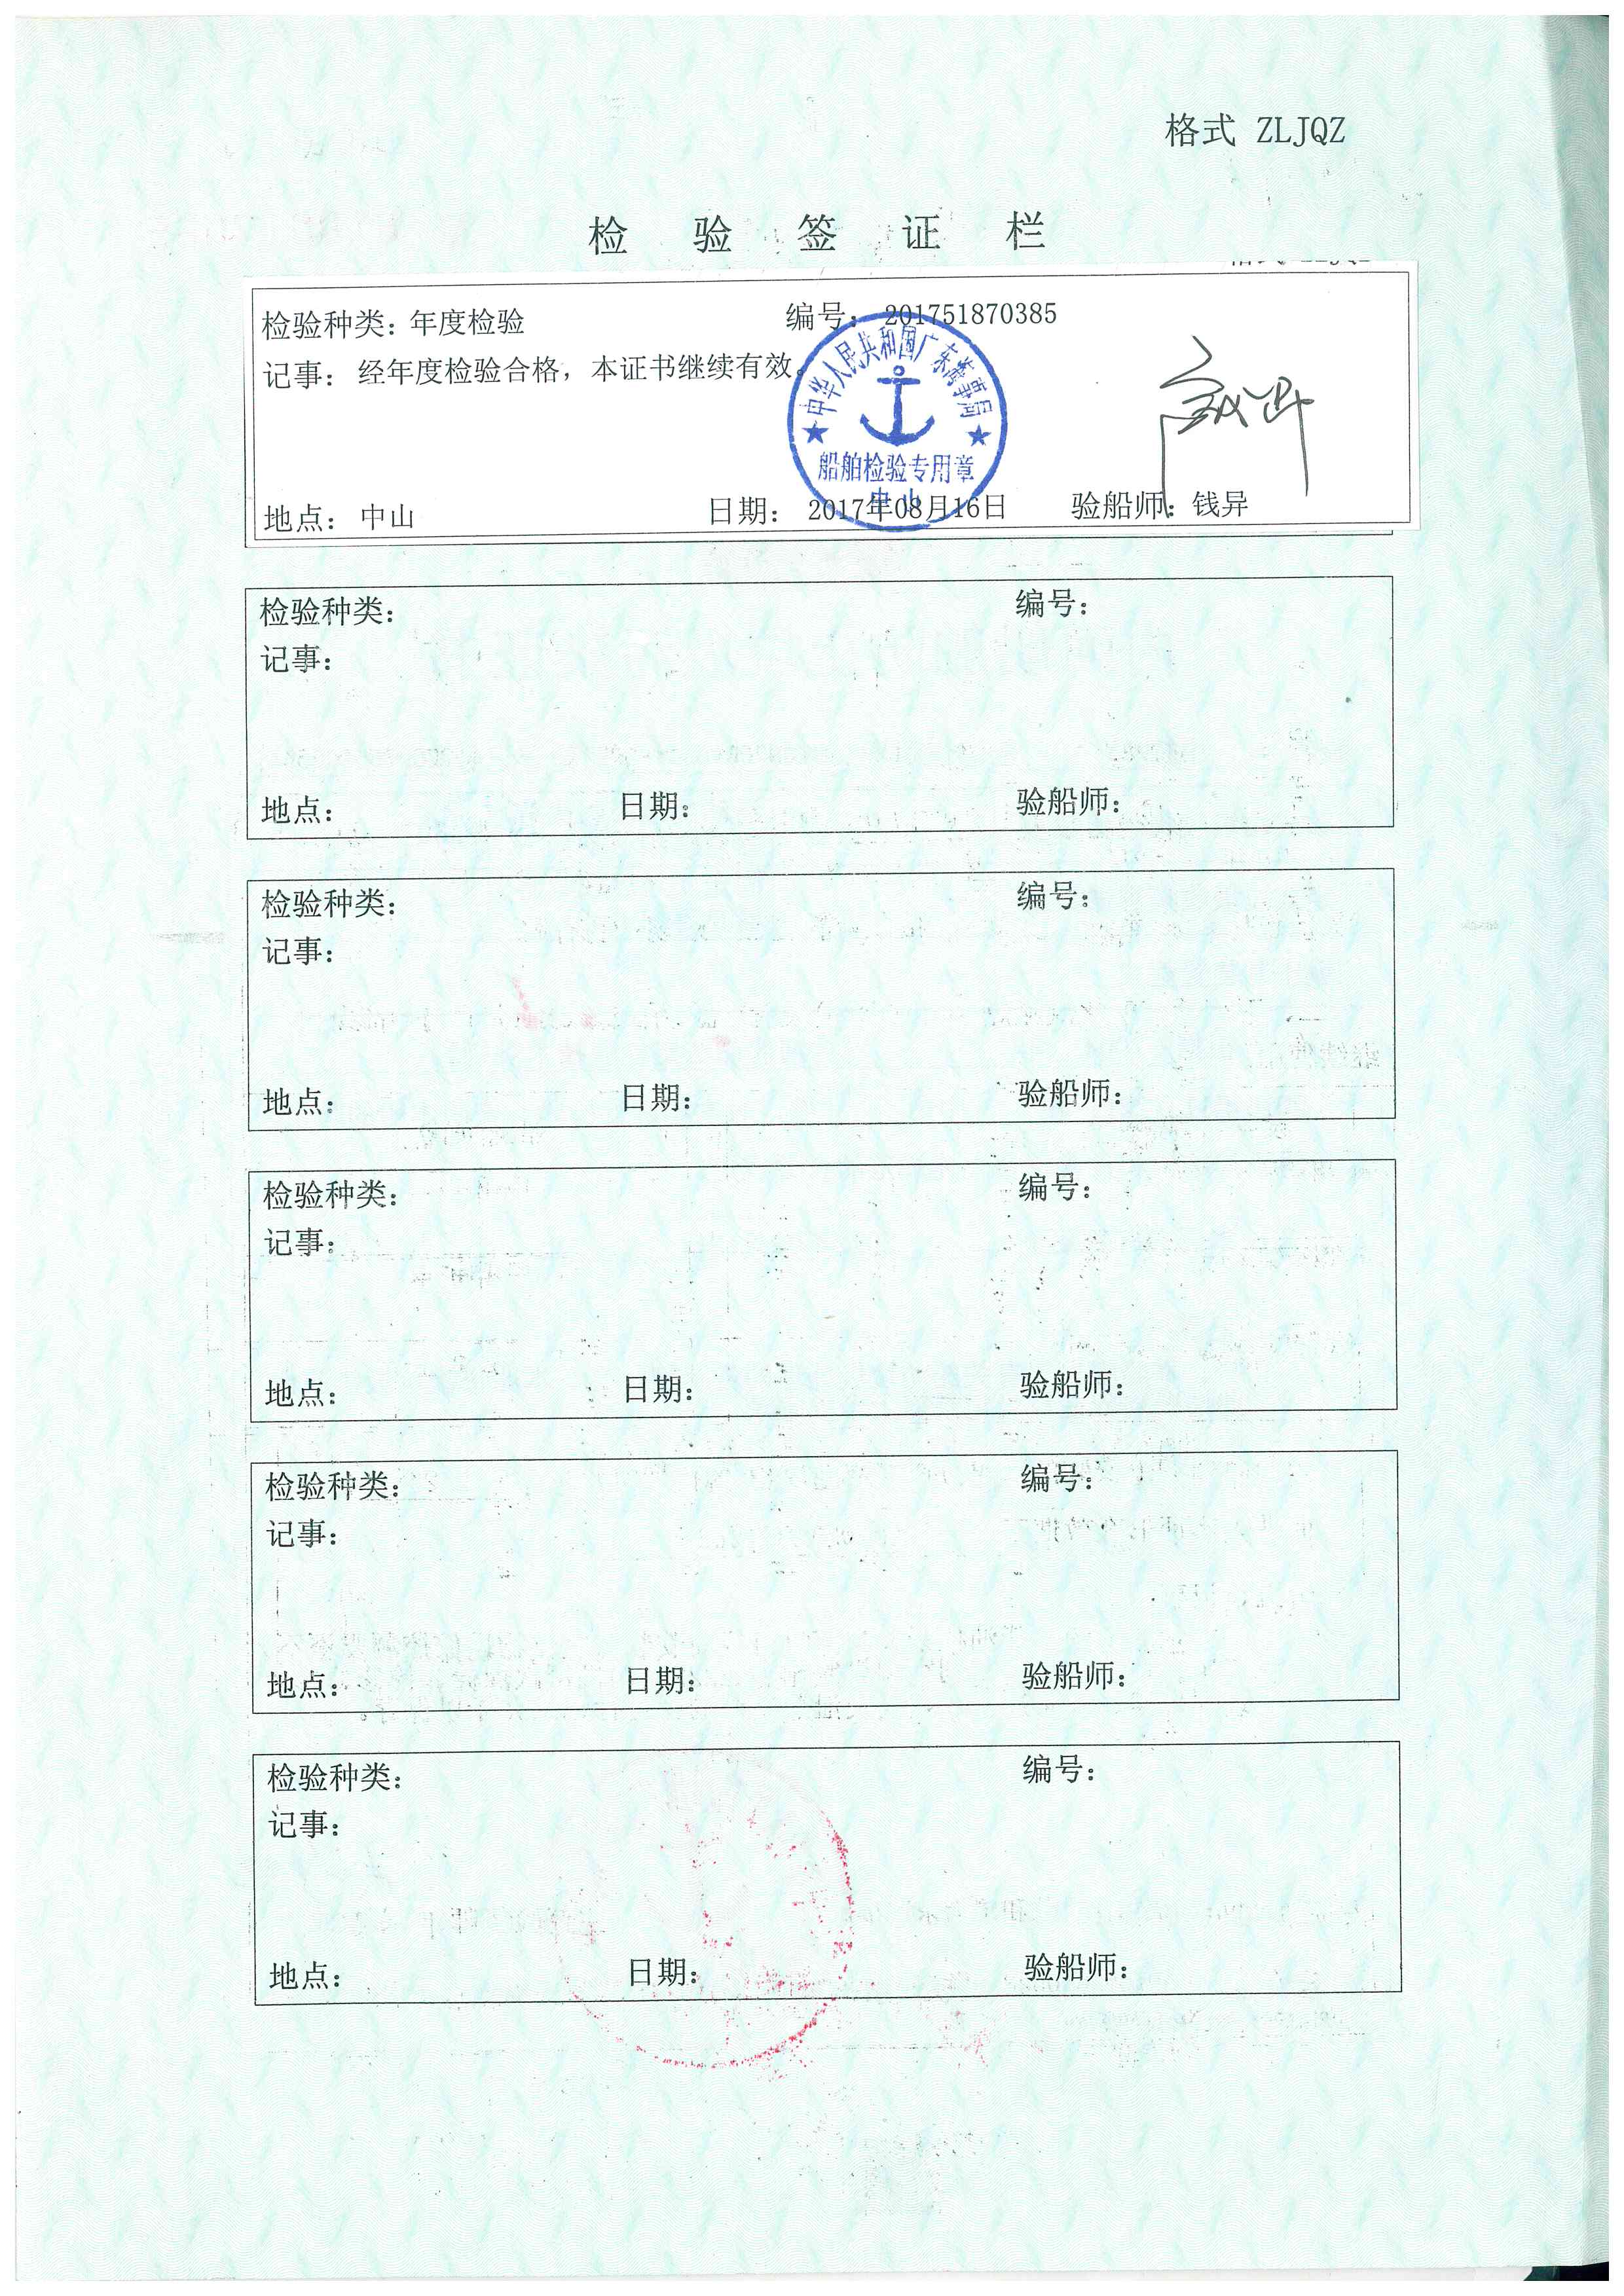 格式 ZLJQZ
检 验 签 证 栏
检验种类：年度检验 编号：201751870385
记事：经年度检验合格，本证书继续有效。
中华人民共和国广东海事局
船舶检验专用章
中山
地点：中山 日期：2017年08月16日 验船师：钱异
检验种类： 编号：
记事：
地点： 日期： 验船师：
检验种类： 编号：
记事：
地点： 日期： 验船师：
检验种类： 编号：
记事：
地点： 日期： 验船师：
检验种类： 编号：
记事：
地点： 日期： 验船师：
检验种类： 编号：
记事：
地点： 日期： 验船师：